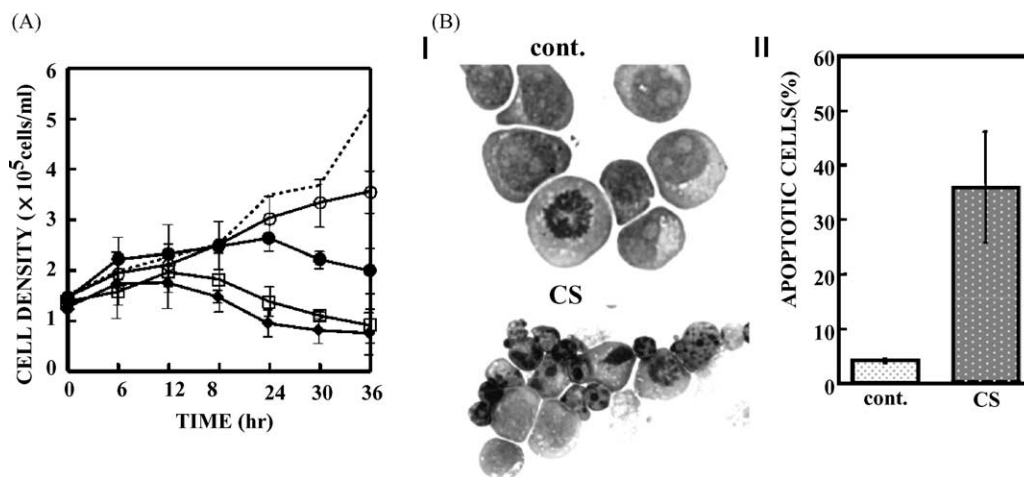 (A)
CELL DENSITY (×10⁵cells/ml)
6
5
4
3
2
1
0
0 6 12 8 24 30 36
TIME (hr)
(B)
I
cont.
CS
II
APOPTOTIC CELLS(%)
60
50
40
30
20
10
0
cont. CS